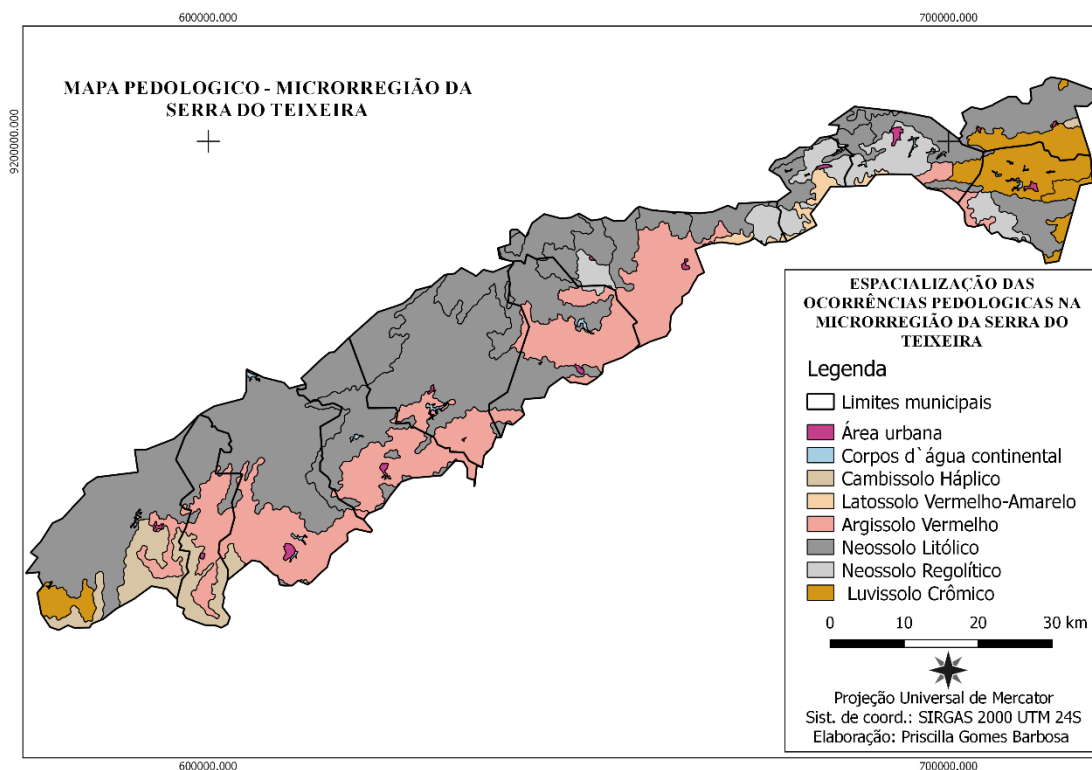 600000.000
700000.000
MAPA PEDOLOGICO - MICRORREGIÃO DA
SERRA DO TEIXEIRA
9200000.000
9200000.000
ESPACIALIZAÇÃO DAS
OCORRÊNCIAS PEDOLOGICAS NA
MICRORREGIÃO DA SERRA DO
TEIXEIRA
Legenda
Limites municipais
Área urbana
Corpos d`água continental
Cambissolo Háplico
Latossolo Vermelho-Amarelo
Argissolo Vermelho
Neossolo Litólico
Neossolo Regolítico
Luvissolo Crômico
0 10 20 30 km
Projeção Universal de Mercator
Sist. de coord.: SIRGAS 2000 UTM 24S
Elaboração: Priscilla Gomes Barbosa
600000.000
700000.000